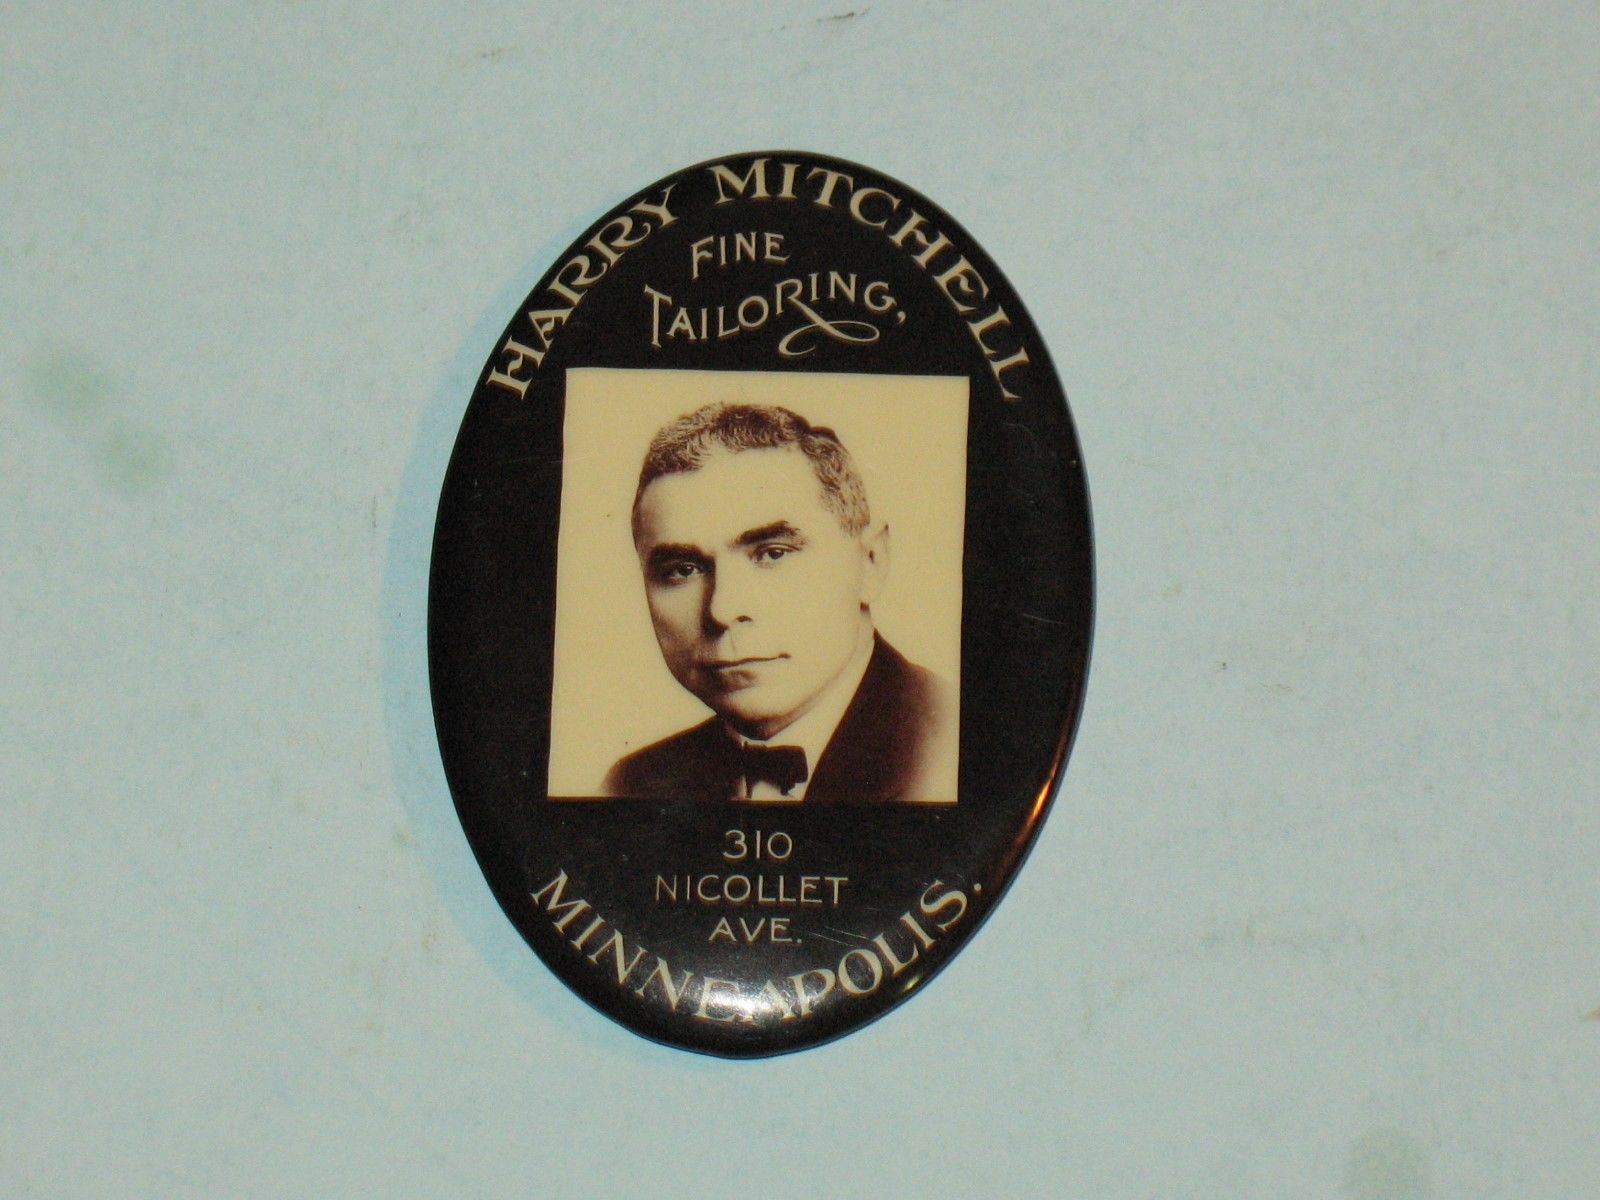 HARRY MITCHELL
FINE
TAILORING,
310
NICOLLET
AVE.
MINNEAPOLIS.